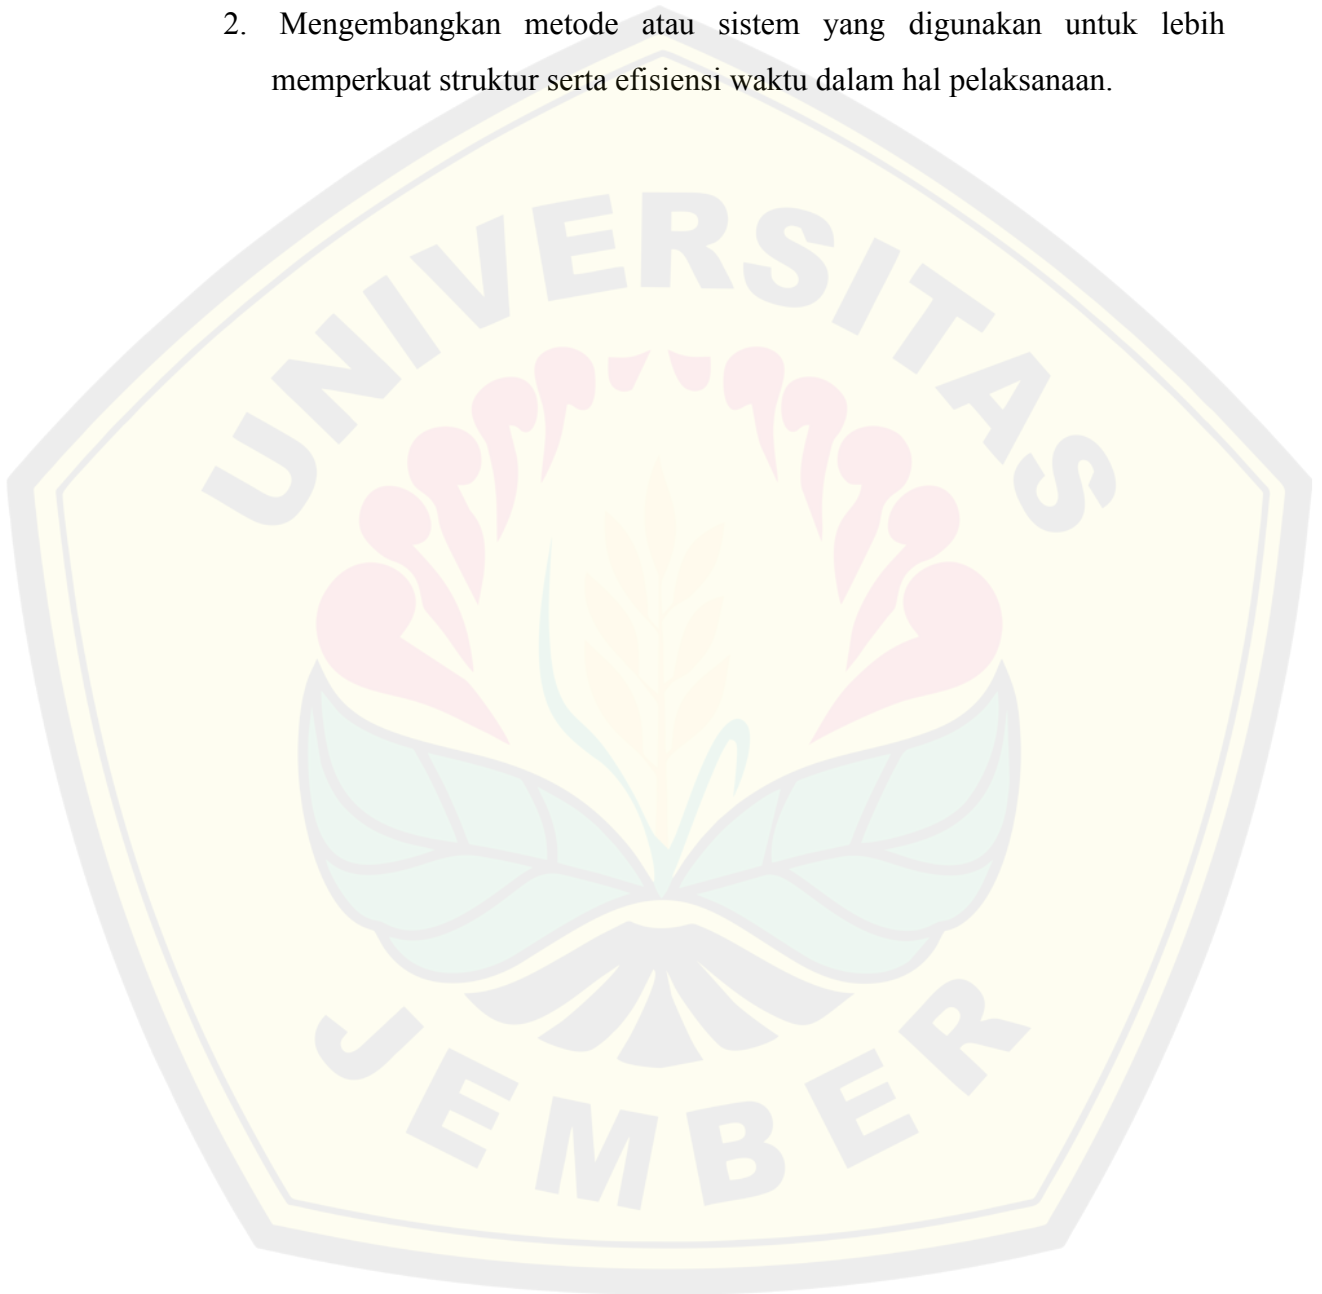 2. Mengembangkan metode atau sistem yang digunakan untuk lebih
memperkuat struktur serta efisiensi waktu dalam hal pelaksanaan.
UNIVERSITAS
JEMBER